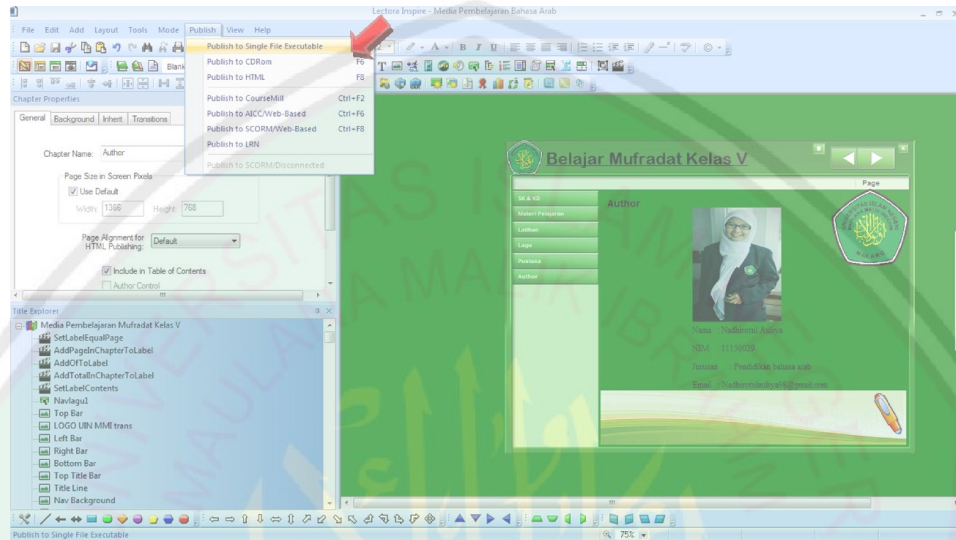 Lectora Inspire - Media Pembelajaran Bahasa Arab
File Edit Add Layout Tools Mode Publish View Help
Publish to Single File Executable
Publish to CDRom F6
Publish to HTML F8
Publish to CourseMill Ctrl+F2
Publish to AICC/Web-Based Ctrl+F6
Publish to SCORM/Web-Based Ctrl+F8
Publish to LRN
Publish to SCORM/Disconnected
Blank
Chapter Properties
General Background Inherit Transitions
Chapter Name: Author
Page Size in Screen Pixels
Use Default
Width: 1366 Height: 768
Page Alignment for
HTML Publishing: Default
Include in Table of Contents
Author Control
Title Explorer
Media Pembelajaran Mufradat Kelas V
SetLabelEqualPage
AddPageInChapterToLabel
AddOfToLabel
AddTotalInChapterToLabel
SetLabelContents
Navlagu1
Top Bar
LOGO UIN MMI trans
Left Bar
Right Bar
Bottom Bar
Top Title Bar
Title Line
Nav Background
Belajar Mufradat Kelas V
Page
SK & KD
Materi Pelajaran
Latihan
Lagu
Pustaka
Author
Author
Nama : Nadhirotul Auliya
NIM : 11150029
Jurusan : Pendidikan bahasa arab
Publish to Single File Executable
75%